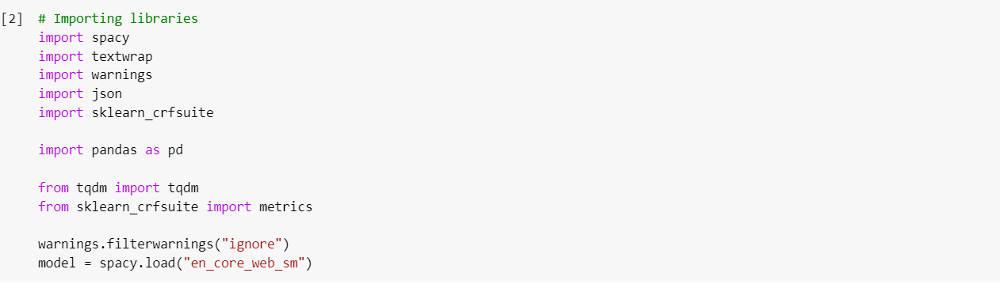 [2] # Importing libraries
import spacy
import textwrap
import warnings
import json
import sklearn_crfsuite
import pandas as pd
from tqdm import tqdm
from sklearn_crfsuite import metrics
warnings.filterwarnings("ignore")
model = spacy.load("en_core_web_sm")